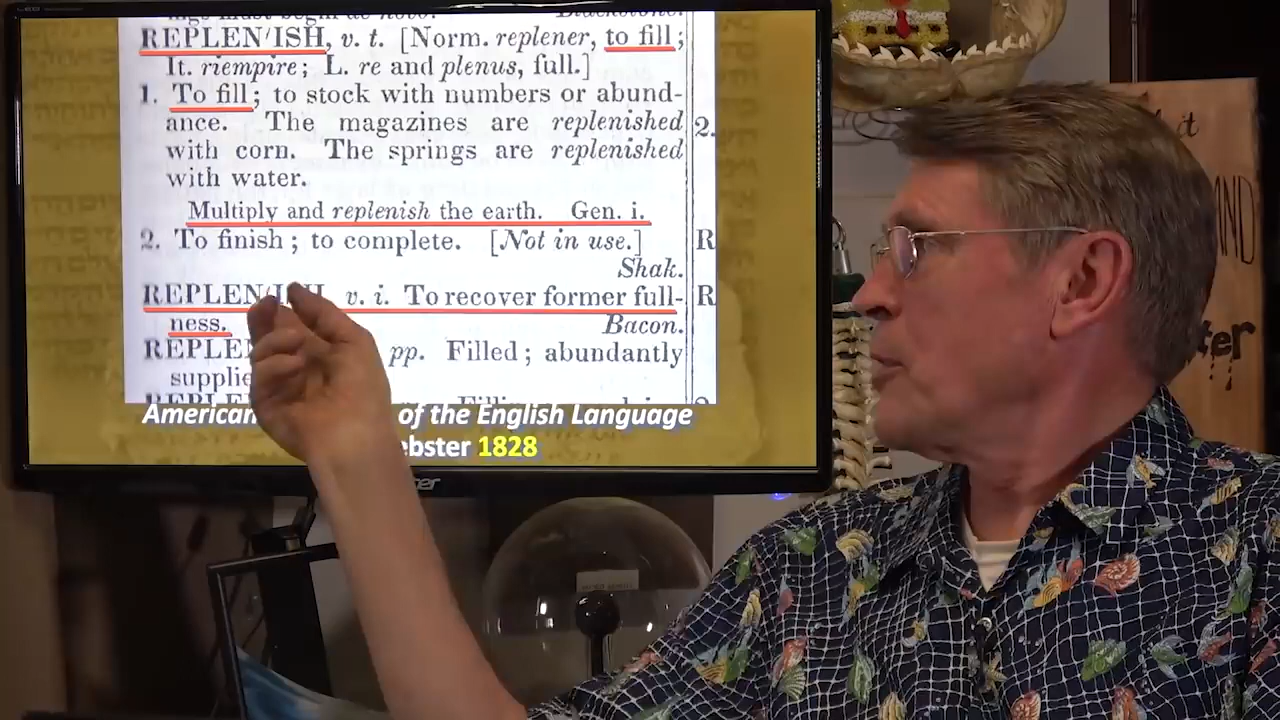 REPLEN'ISH, v. t. [Norm. replener, to fill;
It. riempire; L. re and plenus, full.]
1. To fill; to stock with numbers or abund-
ance. The magazines are replenished
with corn. The springs are replenished
with water.
Multiply and replenish the earth. Gen. i.
2. To finish; to complete. [Not in use.]
Shak.
REPLEN'ISH, v. i. To recover former full-
ness. Bacon.
pp. Filled; abundantly
2.
R
R
American of the English Language
1828